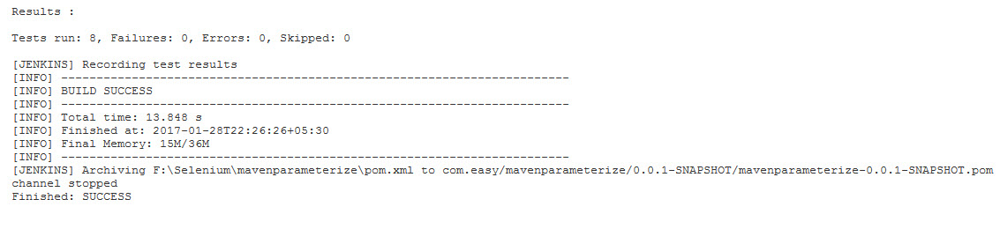 Results :
Tests run: 8, Failures: 0, Errors: 0, Skipped: 0
[JENKINS] Recording test results
[INFO] ------------------------------------------------------------------------
[INFO] BUILD SUCCESS
[INFO] ------------------------------------------------------------------------
[INFO] Total time: 13.848 s
[INFO] Finished at: 2017-01-28T22:26:26+05:30
[INFO] Final Memory: 15M/36M
[INFO] ------------------------------------------------------------------------
[JENKINS] Archiving F:\Selenium\mavenparameterize\pom.xml to com.easy/mavenparameterize/0.0.1-SNAPSHOT/mavenparameterize-0.0.1-SNAPSHOT.pom
channel stopped
Finished: SUCCESS